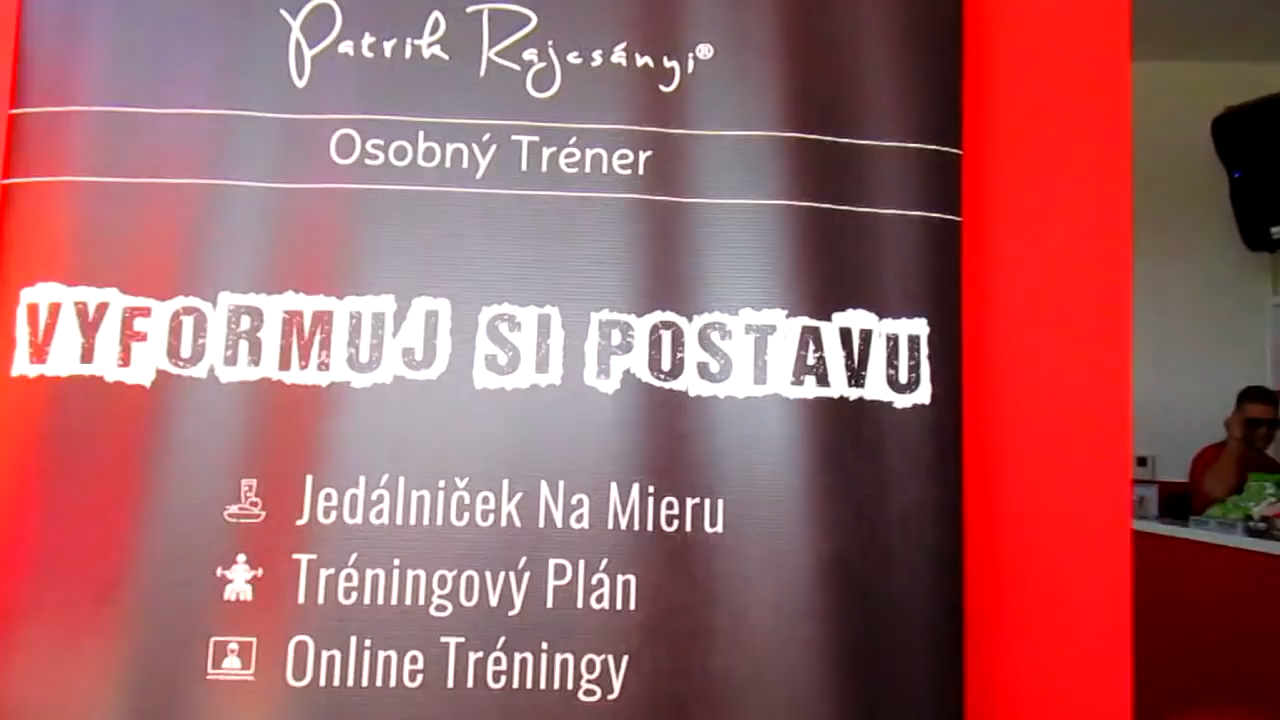 Patrik Rajcsányi®
Osobný Tréner
VYFORMUJ SI POSTAVU
Jedálniček Na Mieru
Tréningový Plán
Online Tréningy